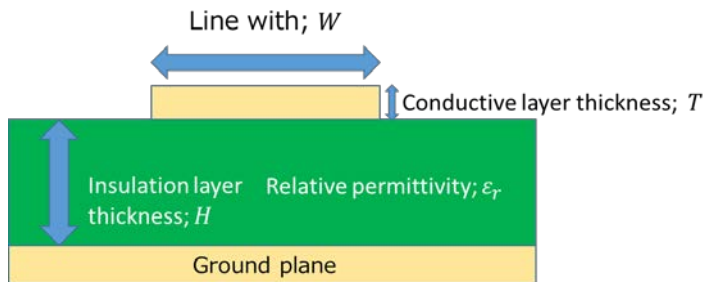 Line with; W
Conductive layer thickness; T
Insulation layer
thickness; H
Relative permittivity; εr
Ground plane